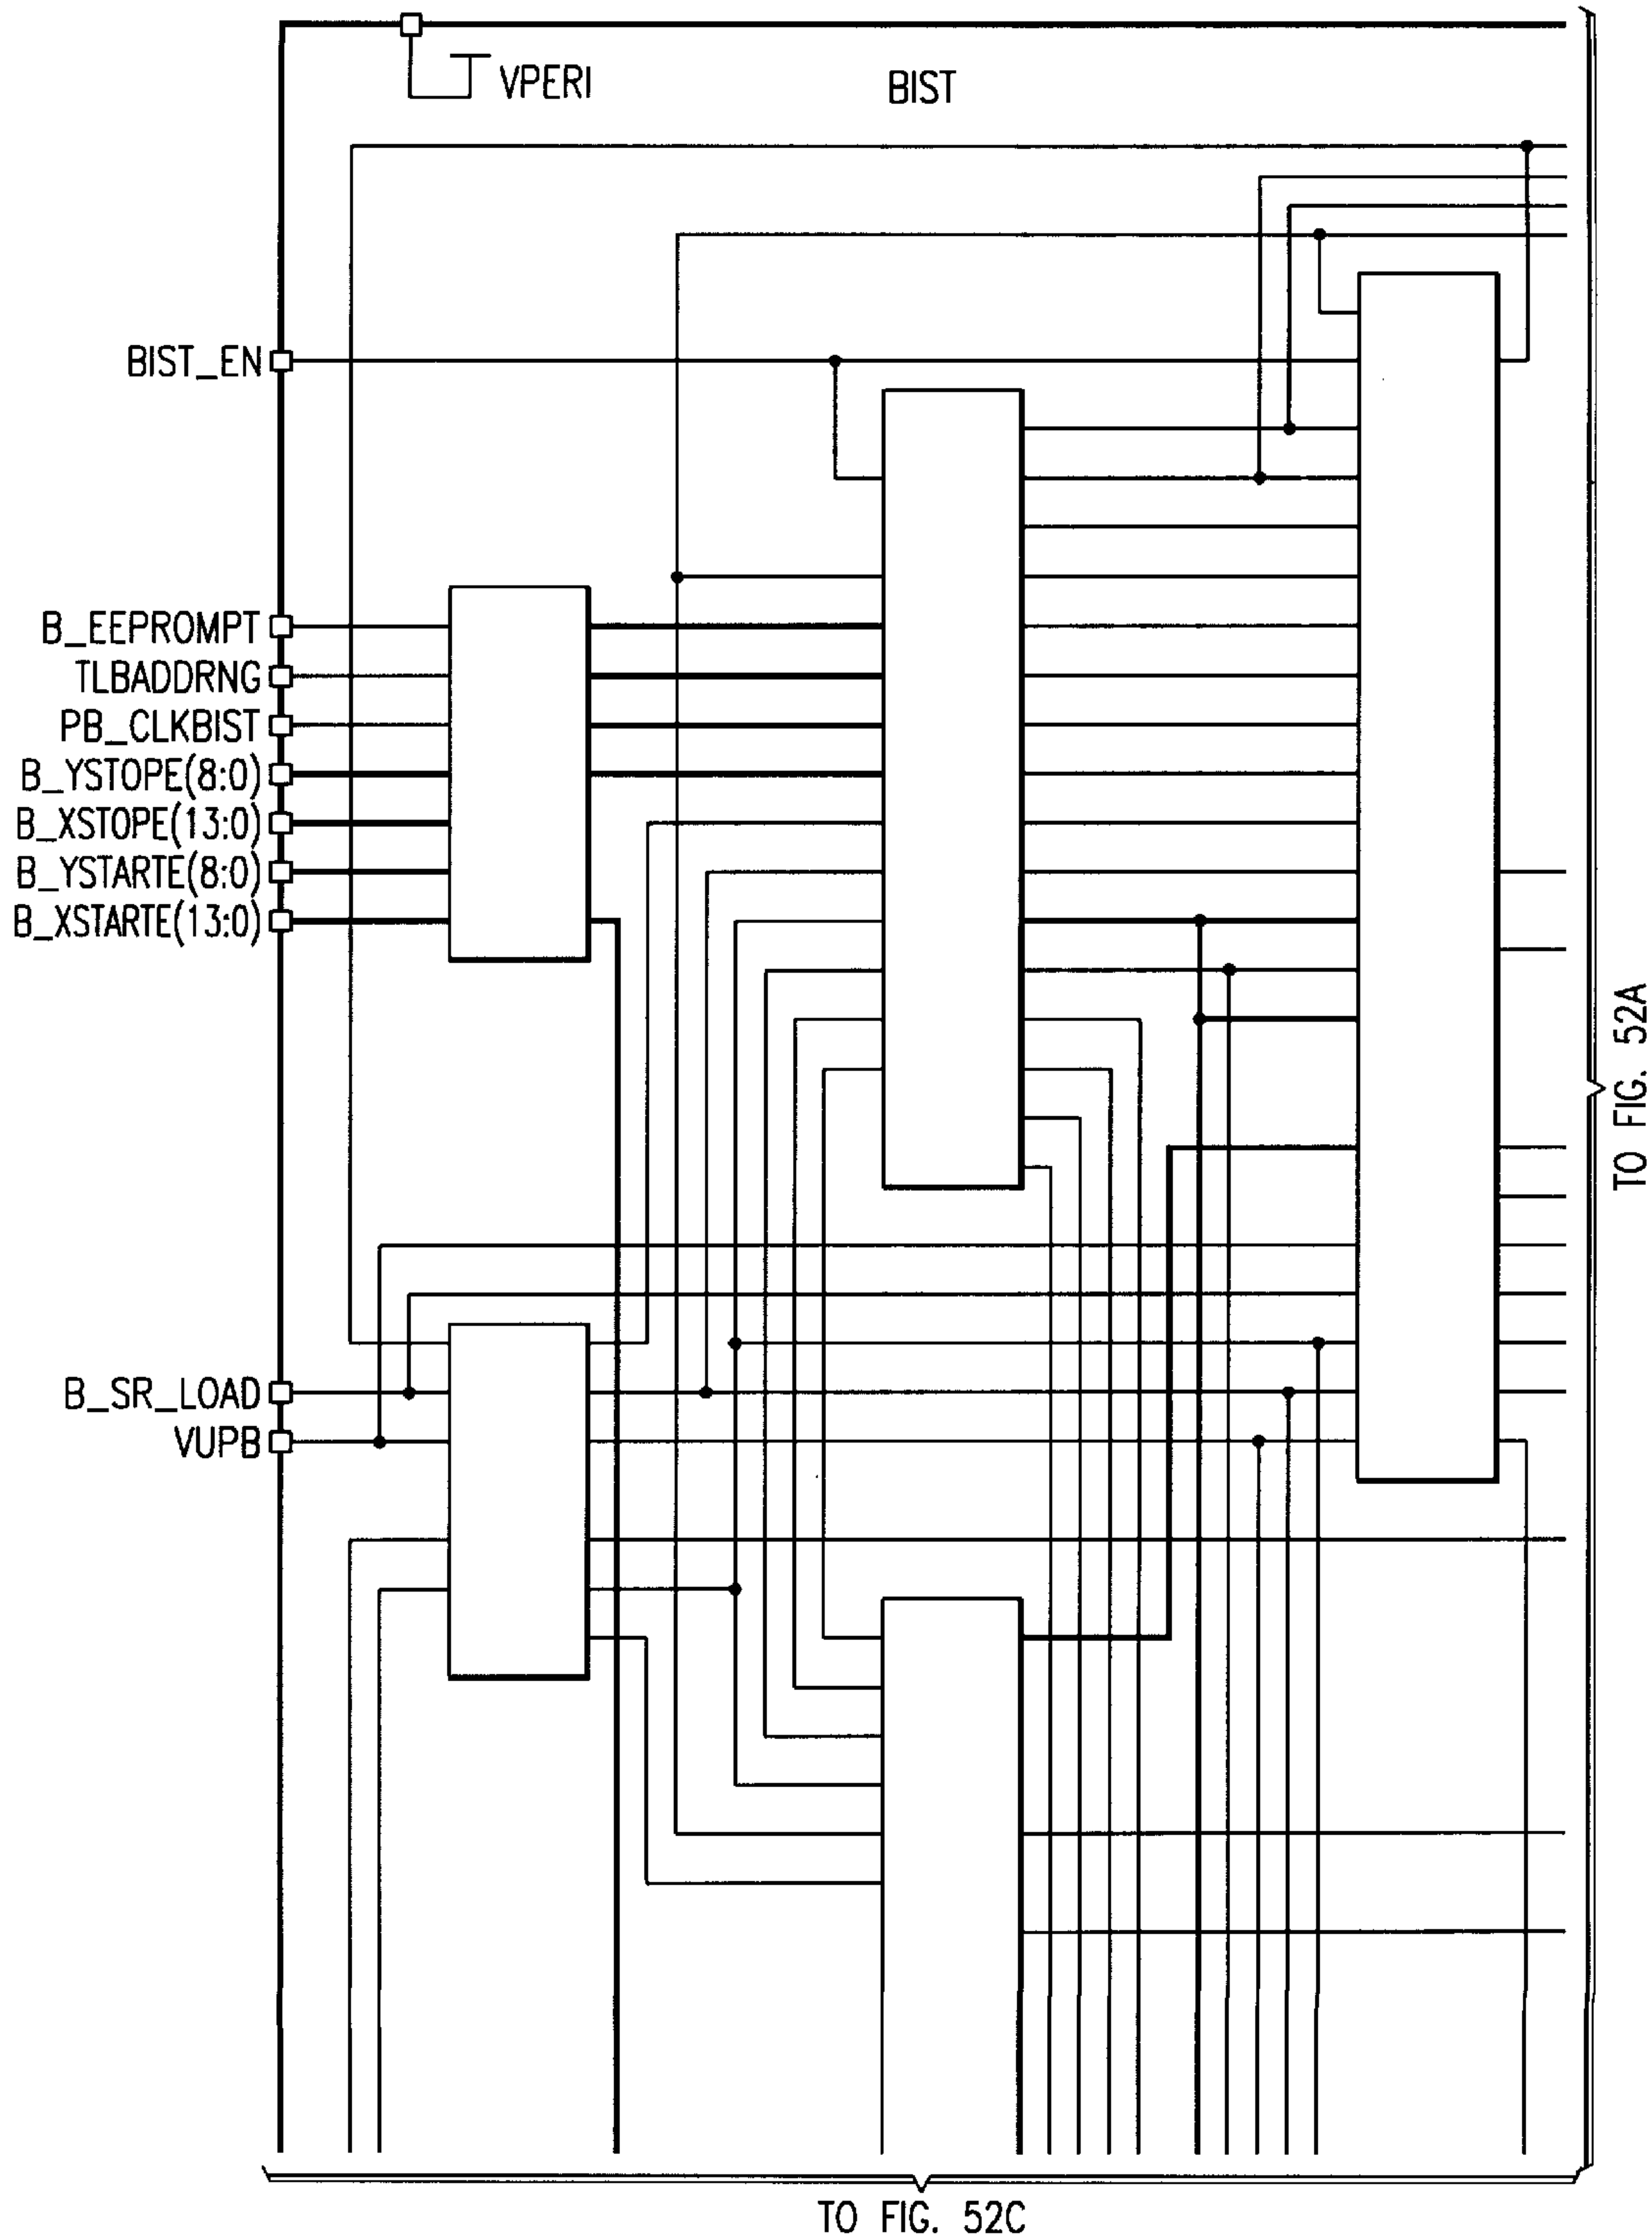 VPERI
BIST
BIST_EN
B_EEPROMPT
TLBADDRNG
PB_CLKBIST
B_YSTOPE(8:0)
B_XSTOPE(13:0)
B_YSTARTE(8:0)
B_XSTARTE(13:0)
B_SR_LOAD
VUPB
TO FIG. 52A
TO FIG. 52C